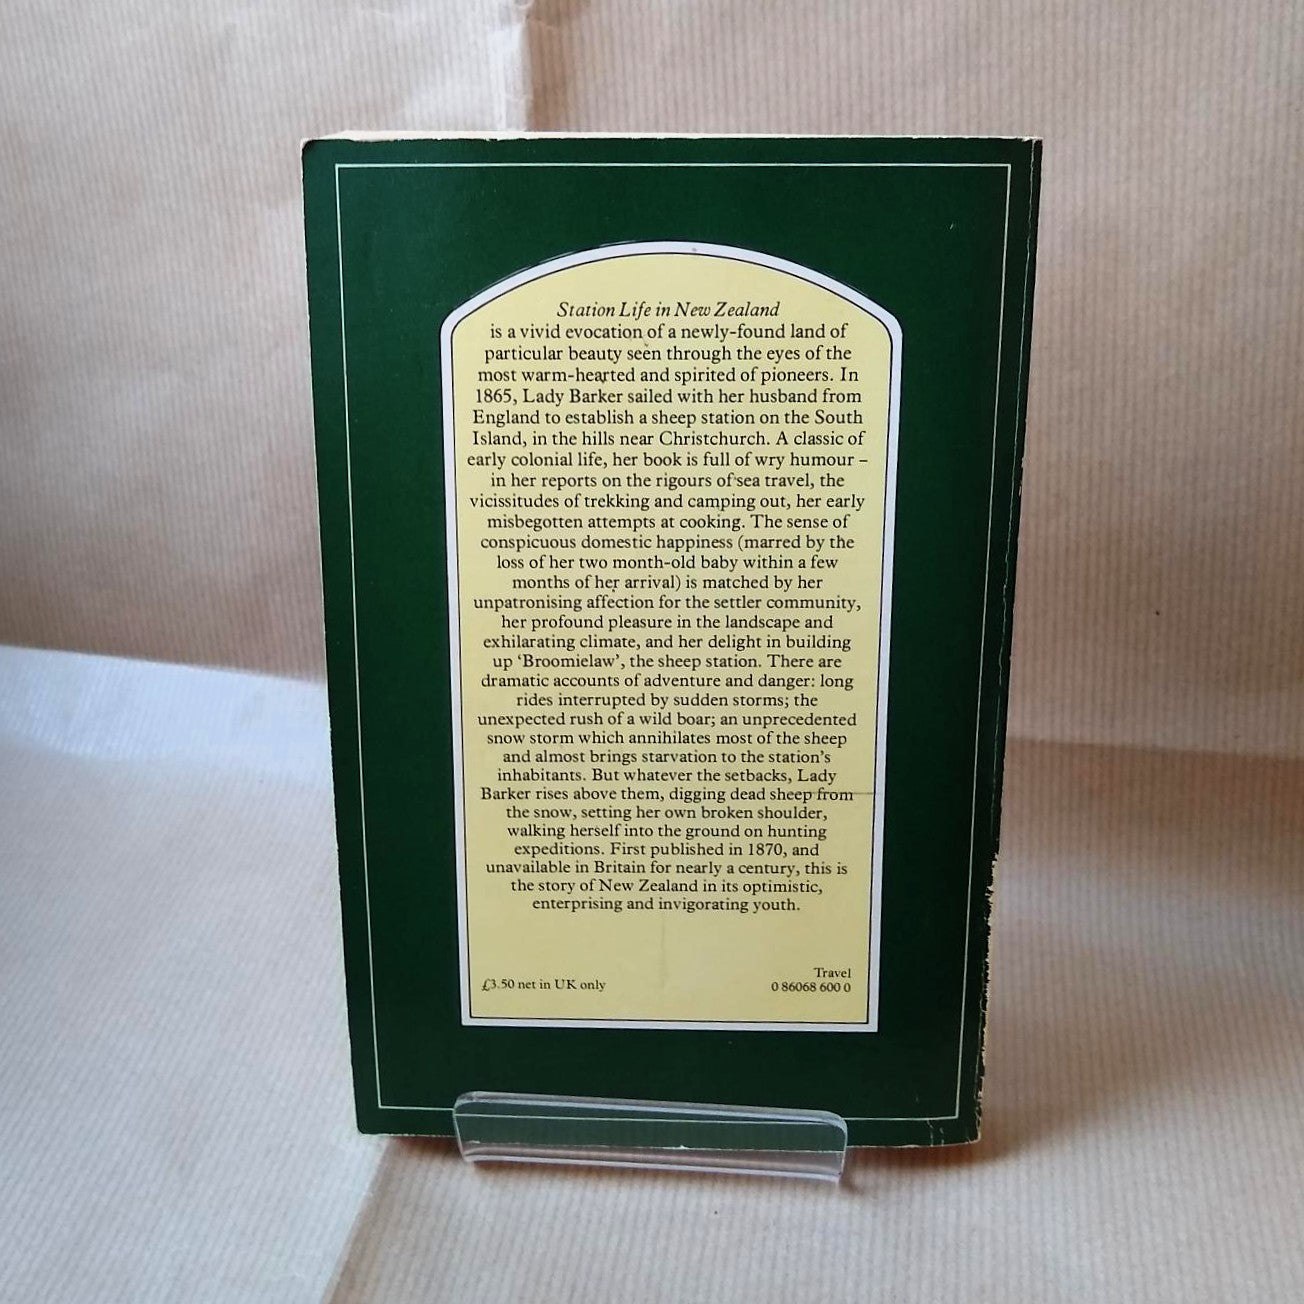 Station Life in New Zealand
is a vivid evocation of a newly-found land of
particular beauty seen through the eyes of the
most warm-hearted and spirited of pioneers. In
1865, Lady Barker sailed with her husband from
England to establish a sheep station on the South
Island, in the hills near Christchurch. A classic of
early colonial life, her book is full of wry humour –
in her reports on the rigours of sea travel, the
vicissitudes of trekking and camping out, her early
misbegotten attempts at cooking. The sense of
conspicuous domestic happiness (marred by the
loss of her two month-old baby within a few
months of her arrival) is matched by her
unpatronising affection for the settler community,
her profound pleasure in the landscape and
exhilarating climate, and her delight in building
up ‘Broomielaw’, the sheep station. There are
dramatic accounts of adventure and danger: long
rides interrupted by sudden storms; the
unexpected rush of a wild boar; an unprecedented
snow storm which annihilates most of the sheep
and almost brings starvation to the station's
inhabitants. But whatever the setbacks, Lady
Barker rises above them, digging dead sheep from
the snow, setting her own broken shoulder,
walking herself into the ground on hunting
expeditions. First published in 1870, and
unavailable in Britain for nearly a century, this is
the story of New Zealand in its optimistic,
enterprising and invigorating youth.
Travel
£3.50 net in UK only
0 86068 600 0